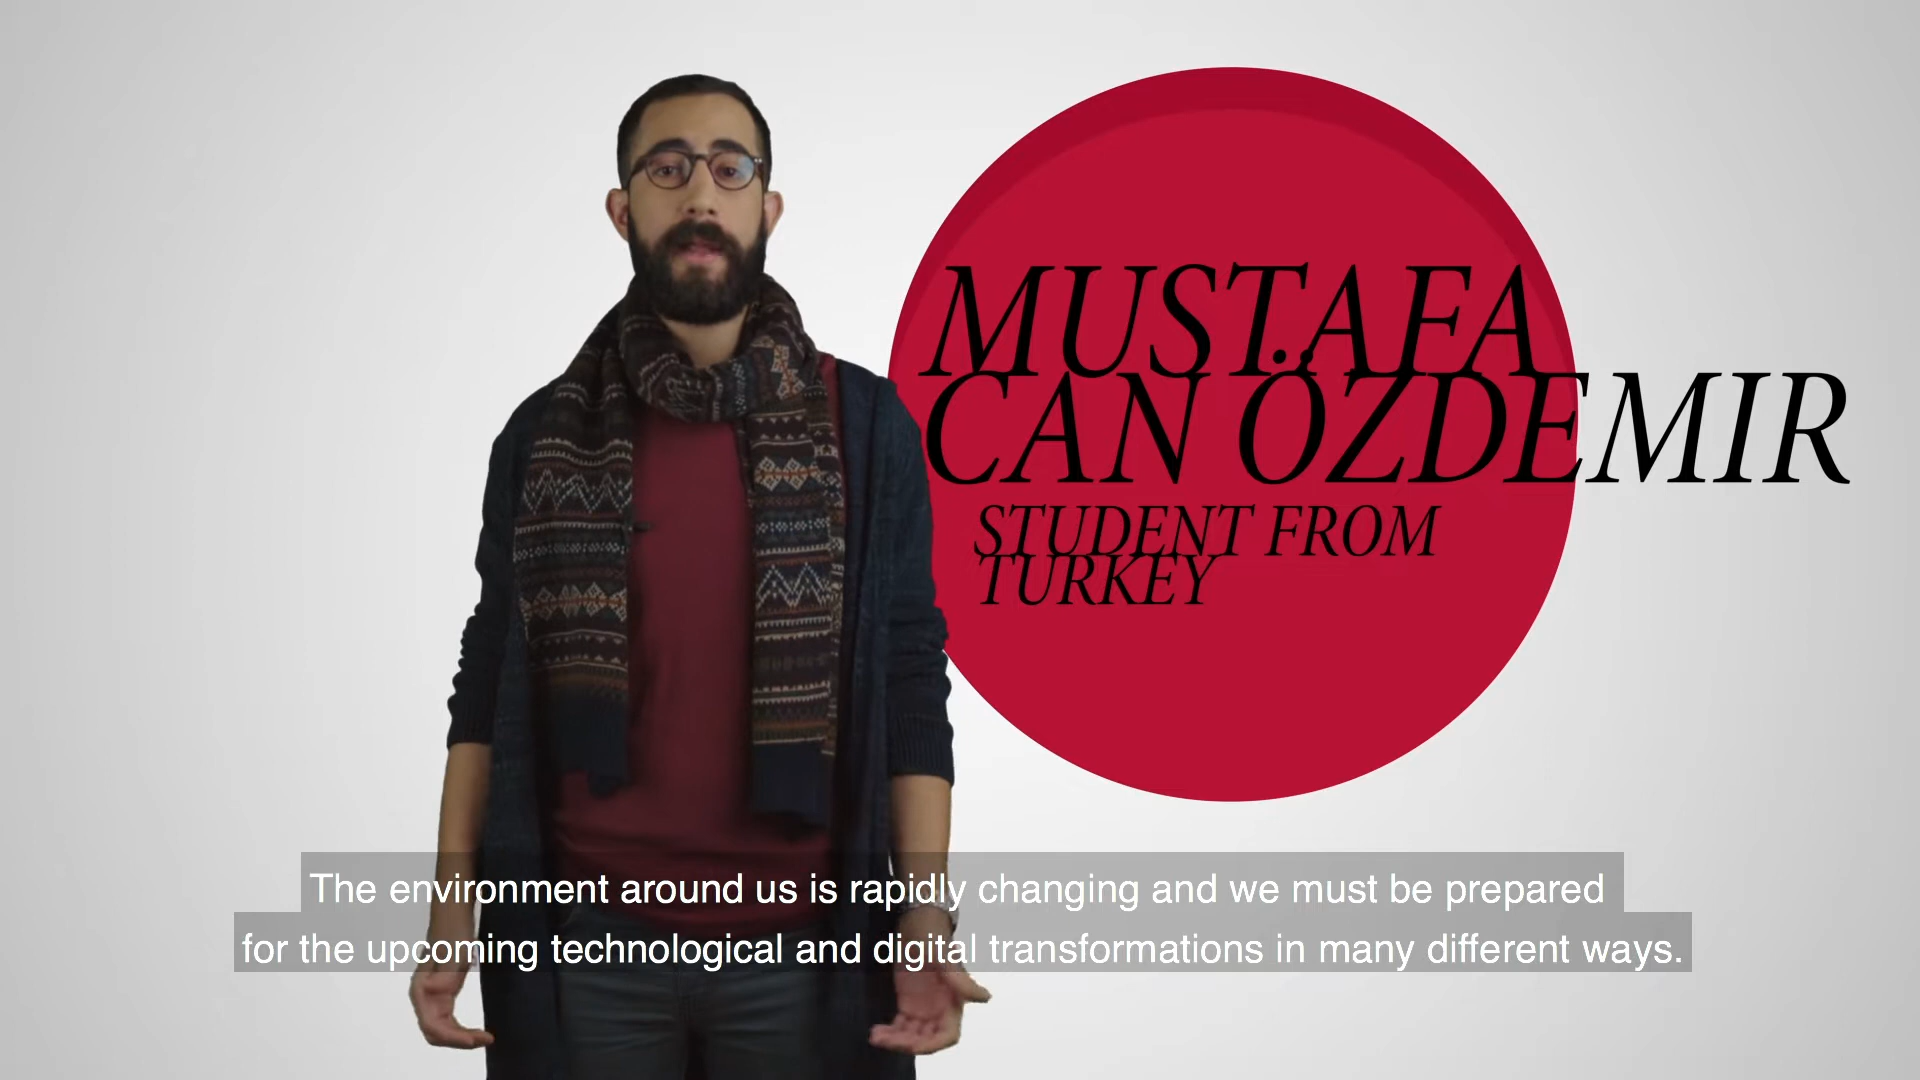 MUSTAFA
CAN ÖZDEMIR
STUDENT FROM
TURKEY
The environment around us is rapidly changing and we must be prepared
for the upcoming technological and digital transformations in many different ways.